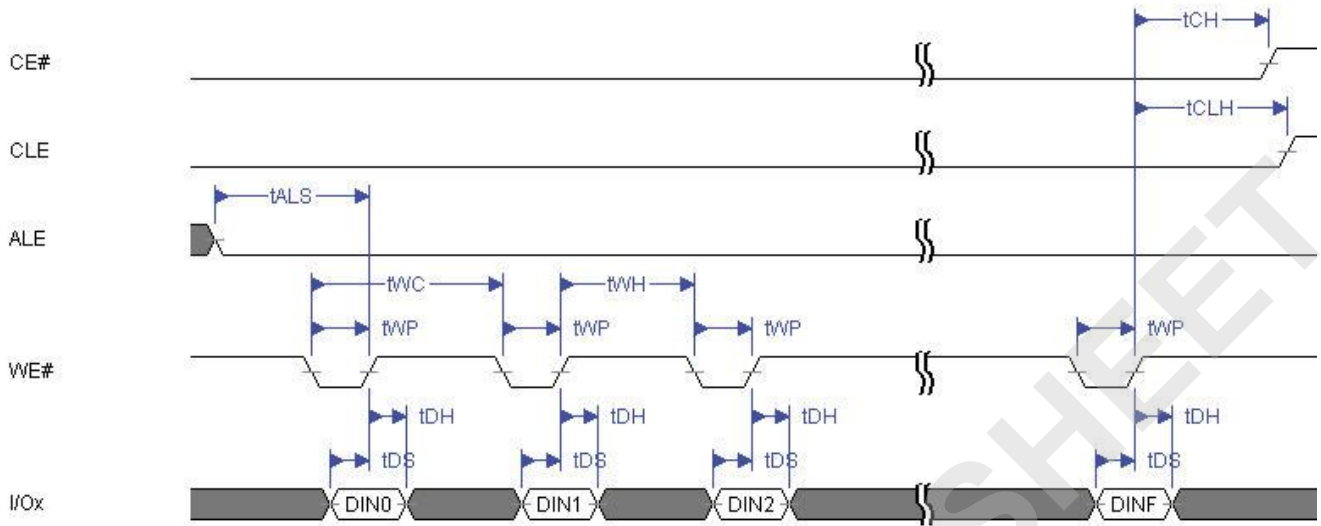 tCH
CE#
tCLH
CLE
tALS
ALE
tWC tWH
tWP tWP tWP tWP
WE#
tDH tDH tDH tDH
tDS tDS tDS tDS
I/Ox DIN0 DIN1 DIN2 DINF
SHEET